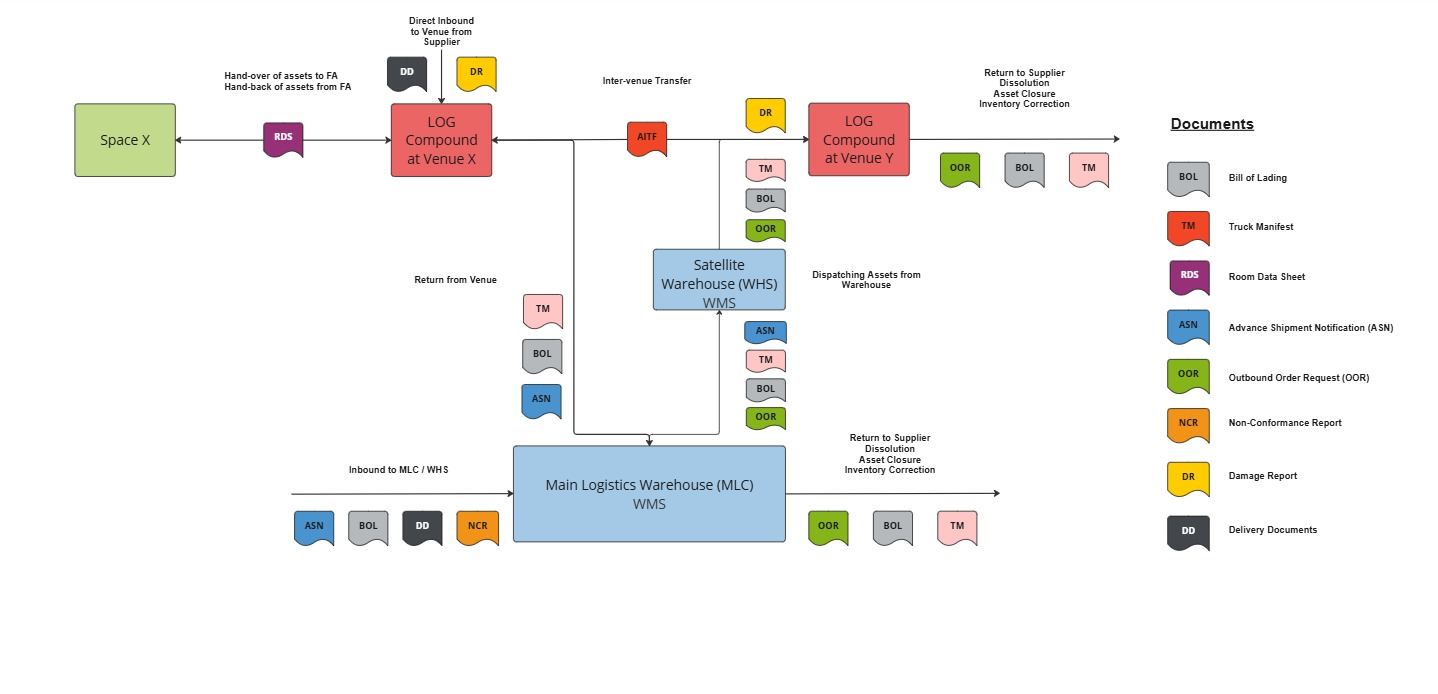 Direct Inbound
to Venue from
Supplier
DD
DR
Hand-over of assets to FA
Hand-back of assets from FA
Space X
RDS
LOG
Compound
at Venue X
Inter-venue Transfer
AITF
DR
LOG
Compound
at Venue Y
Return to Supplier
Dissolution
Asset Closure
Inventory Correction
OOR
BOL
TM
TM
BOL
OOR
Satellite
Warehouse (WHS)
WMS
Dispatching Assets from
Warehouse
Return from Venue
TM
BOL
ASN
ASN
TM
BOL
OOR
Inbound to MLC / WHS
ASN
BOL
DD
NCR
Main Logistics Warehouse (MLC)
WMS
Return to Supplier
Dissolution
Asset Closure
Inventory Correction
OOR
BOL
TM
Documents
BOL Bill of Lading
TM Truck Manifest
RDS Room Data Sheet
ASN Advance Shipment Notification (ASN)
OOR Outbound Order Request (OOR)
NCR Non-Conformance Report
DR Damage Report
DD Delivery Documents